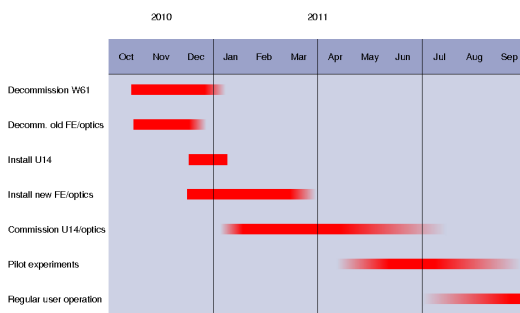 2010 2011
Oct Nov Dec Jan Feb Mar Apr May Jun Jul Aug Sep
Decommission W61
Decomm. old FE/optics
Install U14
Install new FE/optics
Commission U14/optics
Pilot experiments
Regular user operation